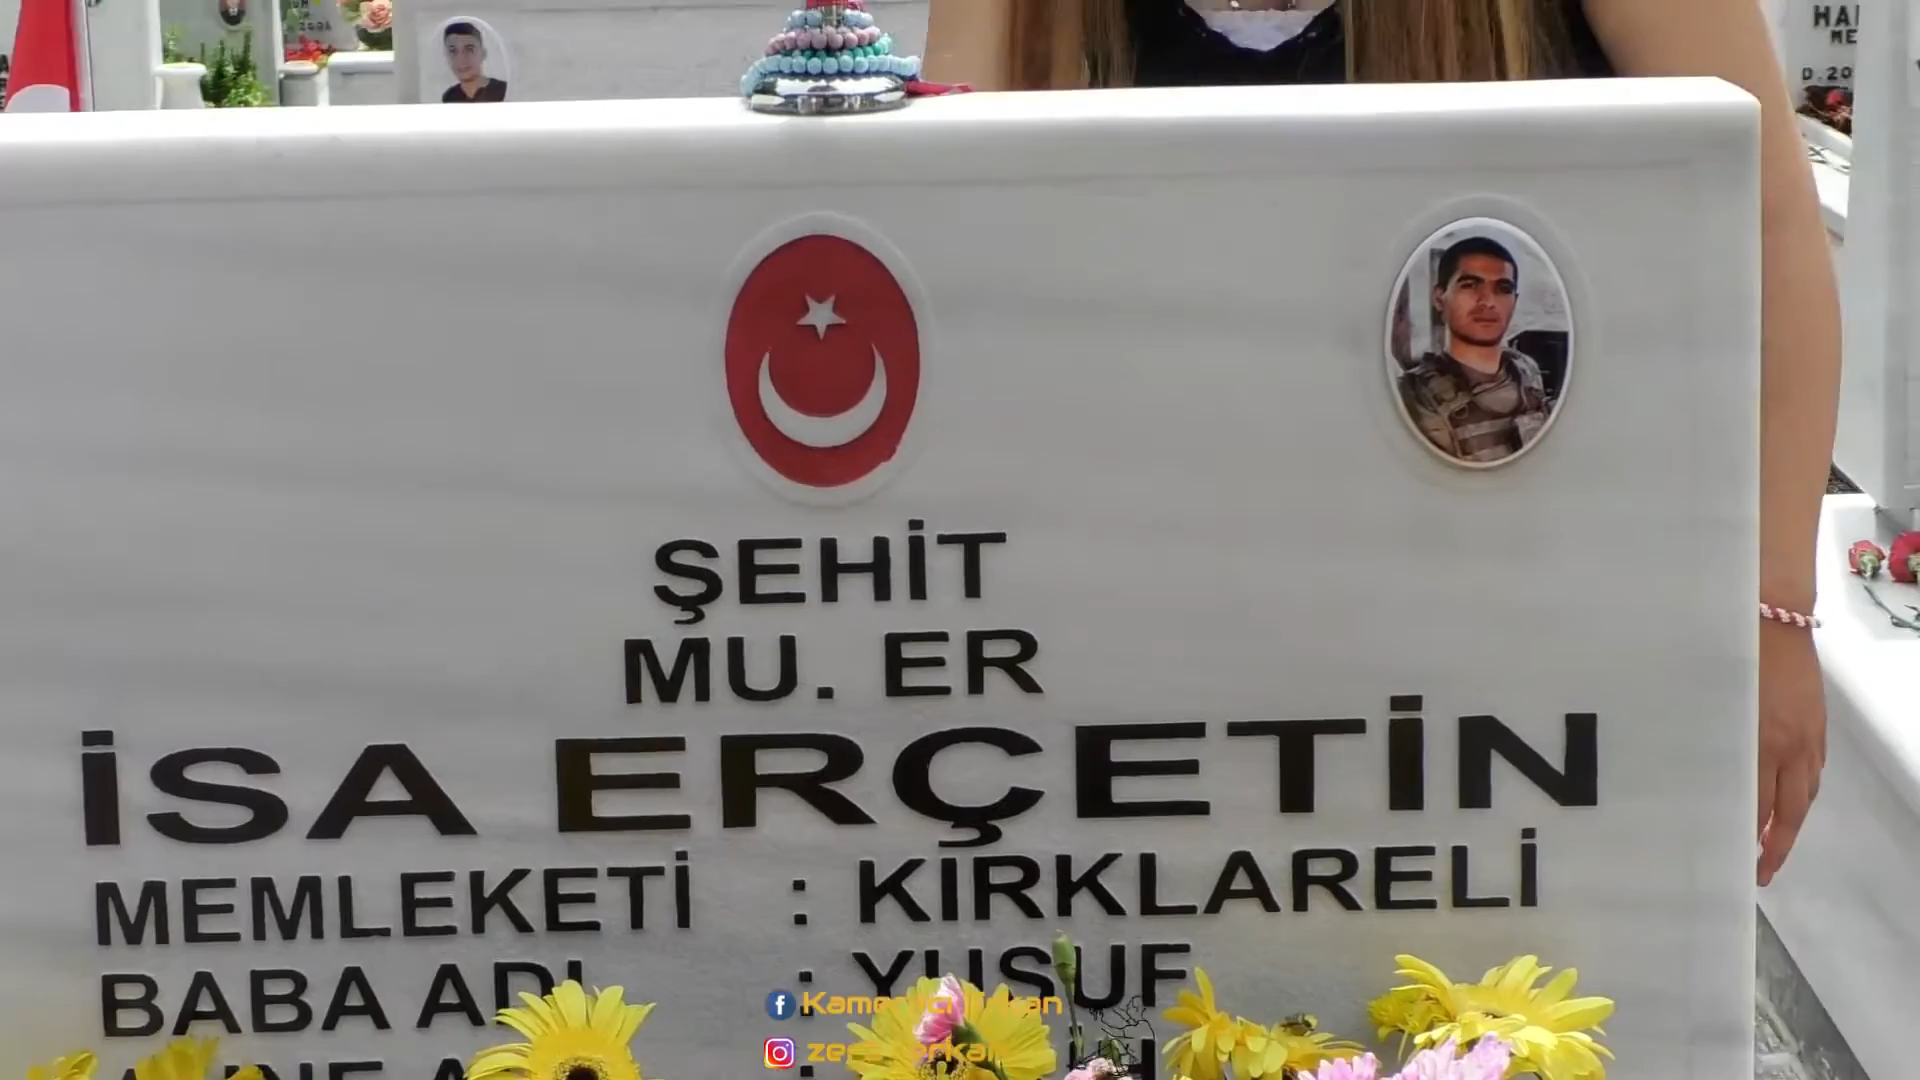 ŞEHİT
MU. ER
İSA ERÇETİN
MEMLEKETİ : KIRKLARELİ
BABA ADI : YUSUF